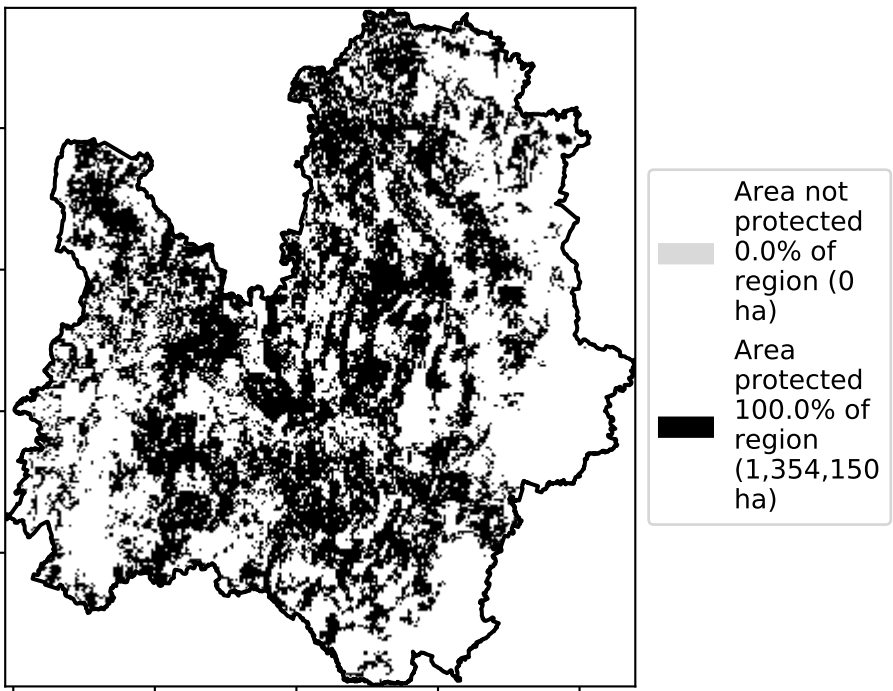 Area not
protected
0.0% of
region (0
ha)
Area
protected
100.0% of
region
(1,354,150
ha)